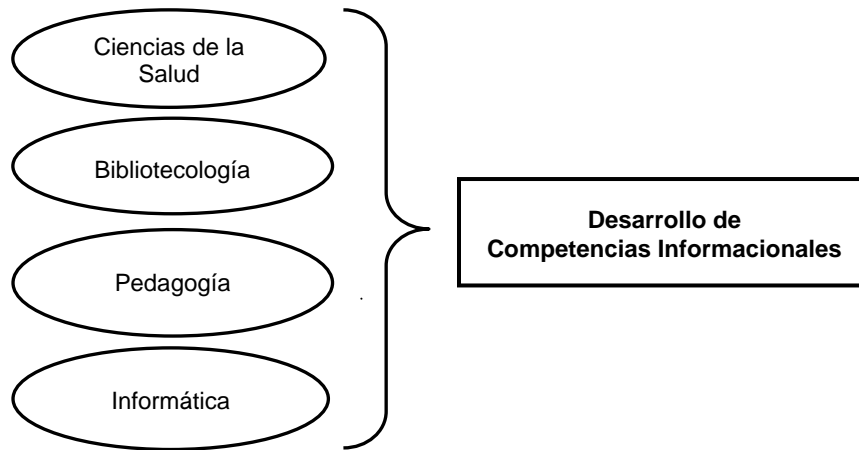 Ciencias de la
Salud
Bibliotecología
Pedagogía
Informática
Desarrollo de
Competencias Informacionales